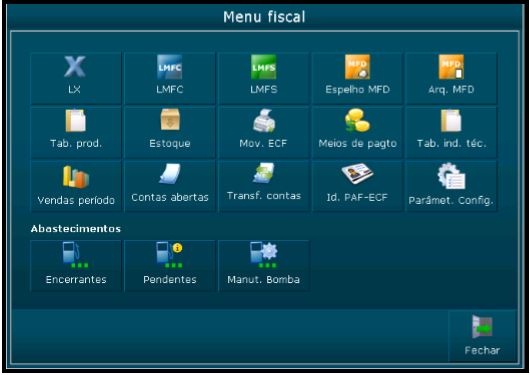 Menu fiscal
X LMFC LMFS MFD MFD
LX LMFC LMFS Espelho MFD Arq. MFD
Tab. prod. Estoque Mov. ECF Meios de pagto Tab. ind. téc.
Vendas período Contas abertas Transf. contas Id. PAF-ECF Parâmet. Config.
Abastecimentos
Encerrantes Pendentes Manut. Bomba
Fechar